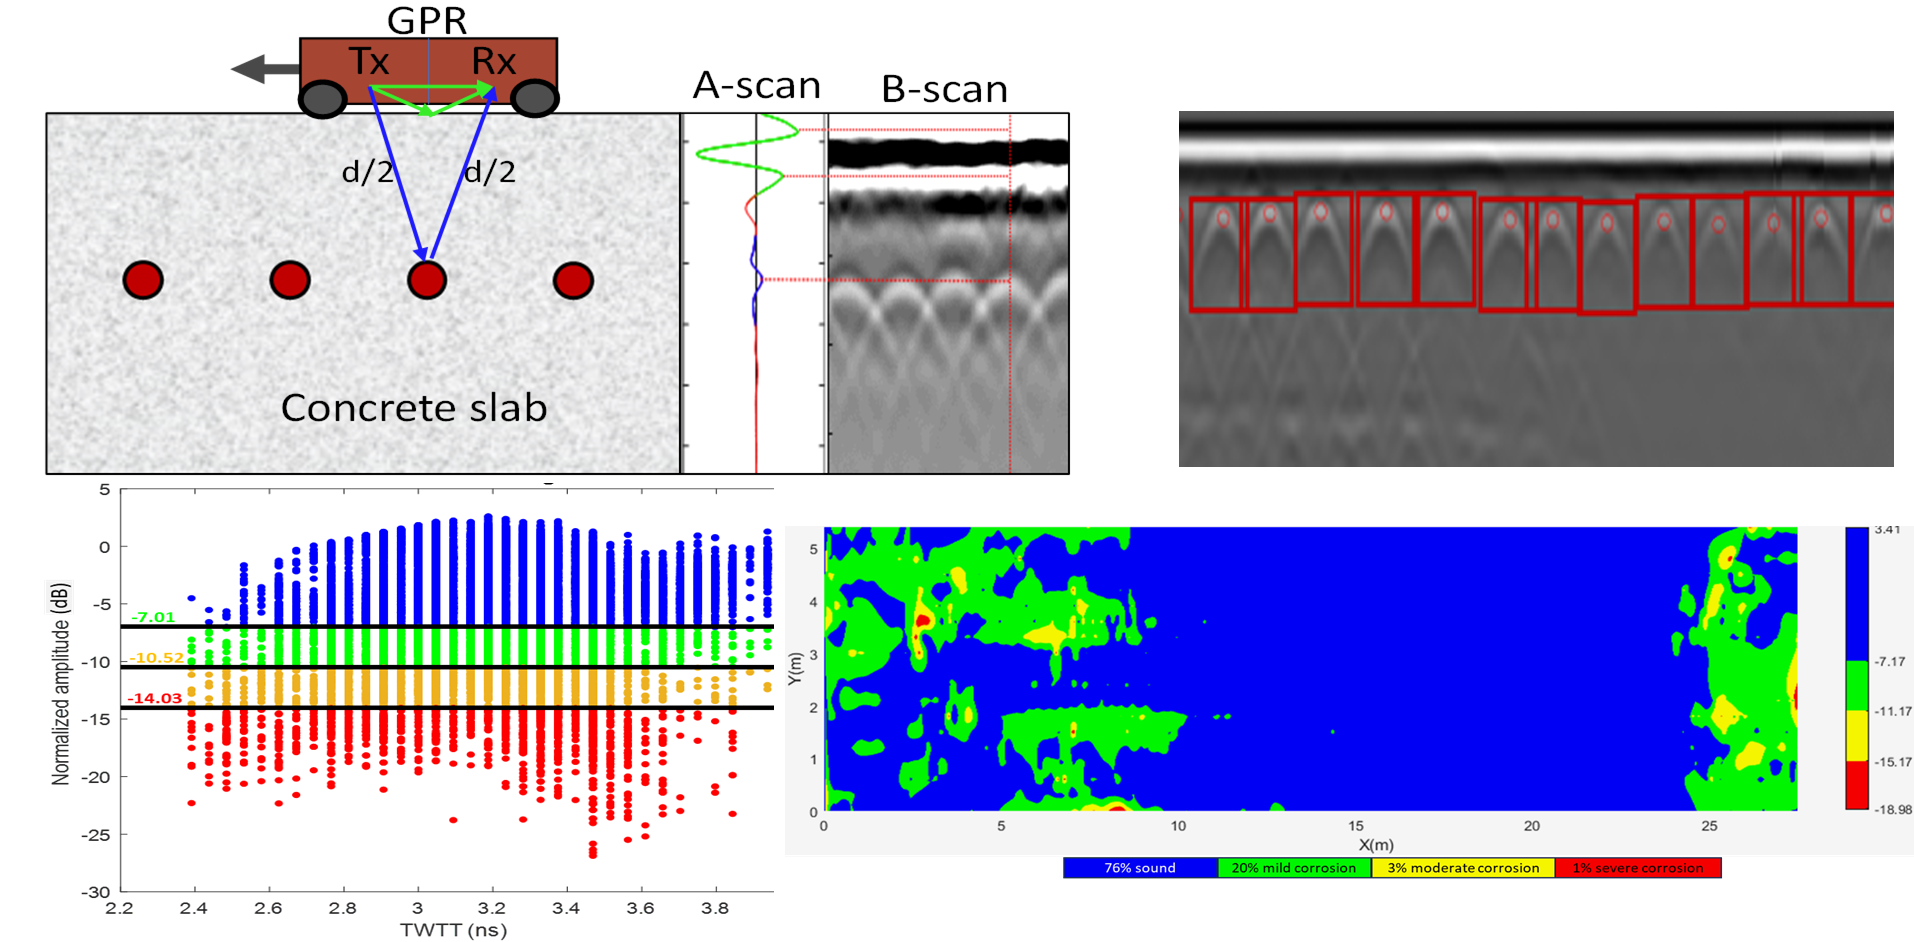 GPR
Tx Rx
A-scan B-scan
d/2 d/2
Concrete slab
5
0
-5
-10
-15
-20
-25
-30
Normalized amplitude (dB)
-7.01
-10.52
-14.03
2.2 2.4 2.6 2.8 3 3.2 3.4 3.6 3.8
TWTT (ns)
5
4
3
2
1
0
Y(m)
0 5 10 15 20 25
X(m)
3.41
-7.17
-11.17
-15.17
-18.98
76% sound 20% mild corrosion 3% moderate corrosion 1% severe corrosion